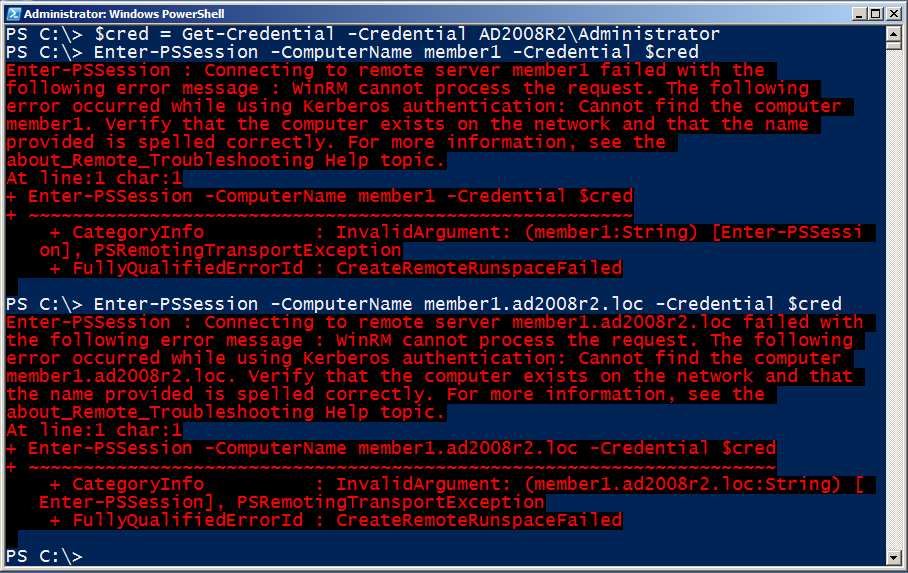 Administrator: Windows PowerShell
PS C:\> $cred = Get-Credential -Credential AD2008R2\Administrator
PS C:\> Enter-PSSession -ComputerName member1 -Credential $cred
Enter-PSSession : Connecting to remote server member1 failed with the
following error message : WinRM cannot process the request. The following
error occurred while using Kerberos authentication: Cannot find the computer
member1. Verify that the computer exists on the network and that the name
provided is spelled correctly. For more information, see the
about_Remote_Troubleshooting Help topic.
At line:1 char:1
+ Enter-PSSession -ComputerName member1 -Credential $cred
+ ~~~~~~~~~~~~~~~~~~~~~~~~~~~~~~~~~~~~~~~~~~~~~~~~~~~~~~~
    + CategoryInfo          : InvalidArgument: (member1:String) [Enter-PSSessi
   on], PSRemotingTransportException
    + FullyQualifiedErrorId : CreateRemoteRunspaceFailed
PS C:\> Enter-PSSession -ComputerName member1.ad2008r2.loc -Credential $cred
Enter-PSSession : Connecting to remote server member1.ad2008r2.loc failed with
the following error message : WinRM cannot process the request. The following
error occurred while using Kerberos authentication: Cannot find the computer
member1.ad2008r2.loc. Verify that the computer exists on the network and that
the name provided is spelled correctly. For more information, see the
about_Remote_Troubleshooting Help topic.
At line:1 char:1
+ Enter-PSSession -ComputerName member1.ad2008r2.loc -Credential $cred
+ ~~~~~~~~~~~~~~~~~~~~~~~~~~~~~~~~~~~~~~~~~~~~~~~~~~~~~~~~~~~~~~~~~~~~
    + CategoryInfo          : InvalidArgument: (member1.ad2008r2.loc:String) [
   Enter-PSSession], PSRemotingTransportException
    + FullyQualifiedErrorId : CreateRemoteRunspaceFailed
PS C:\>